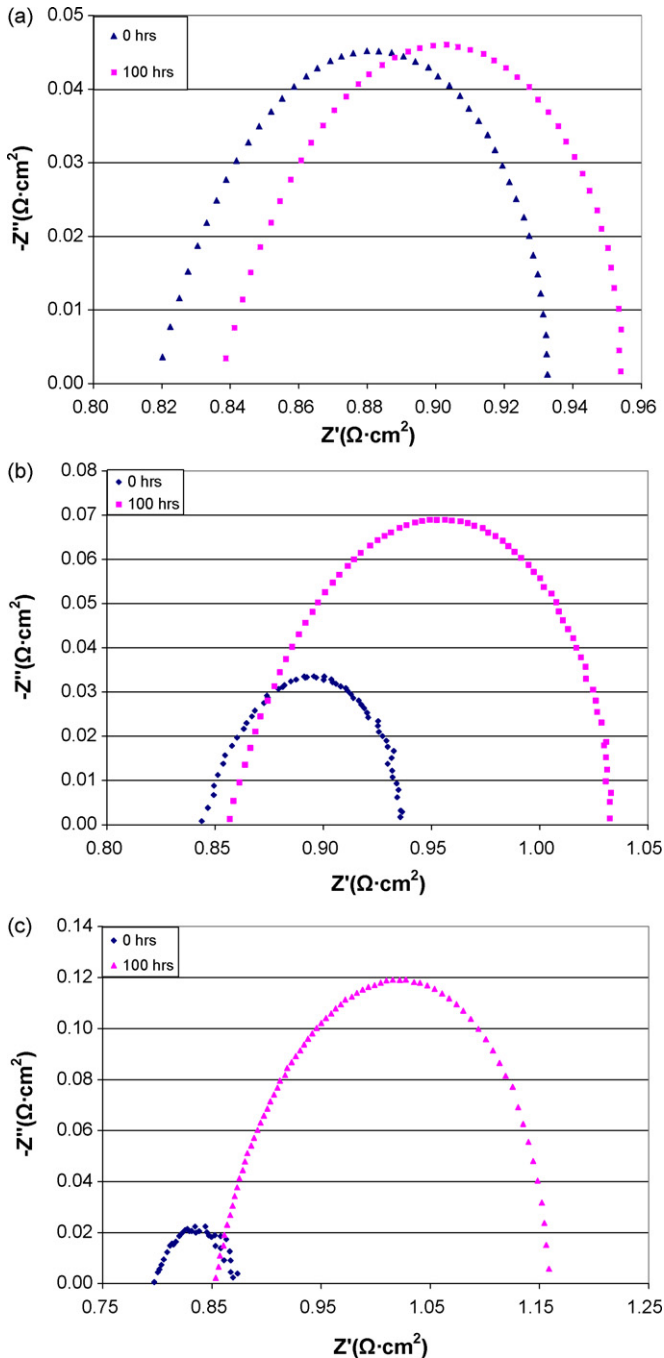 (a)
0.05
0 hrs
100 hrs
0.04
0.03
0.02
0.01
0.00
-Z''(Ω·cm²)
0.80 0.82 0.84 0.86 0.88 0.90 0.92 0.94 0.96
Z'(Ω·cm²)
(b)
0.08
0 hrs
100 hrs
0.07
0.06
0.05
0.04
0.03
0.02
0.01
0.00
-Z''(Ω·cm²)
0.80 0.85 0.90 0.95 1.00 1.05
Z'(Ω·cm²)
(c)
0.14
0 hrs
100 hrs
0.12
0.10
0.08
0.06
0.04
0.02
0.00
-Z''(Ω·cm²)
0.75 0.85 0.95 1.05 1.15 1.25
Z'(Ω·cm²)